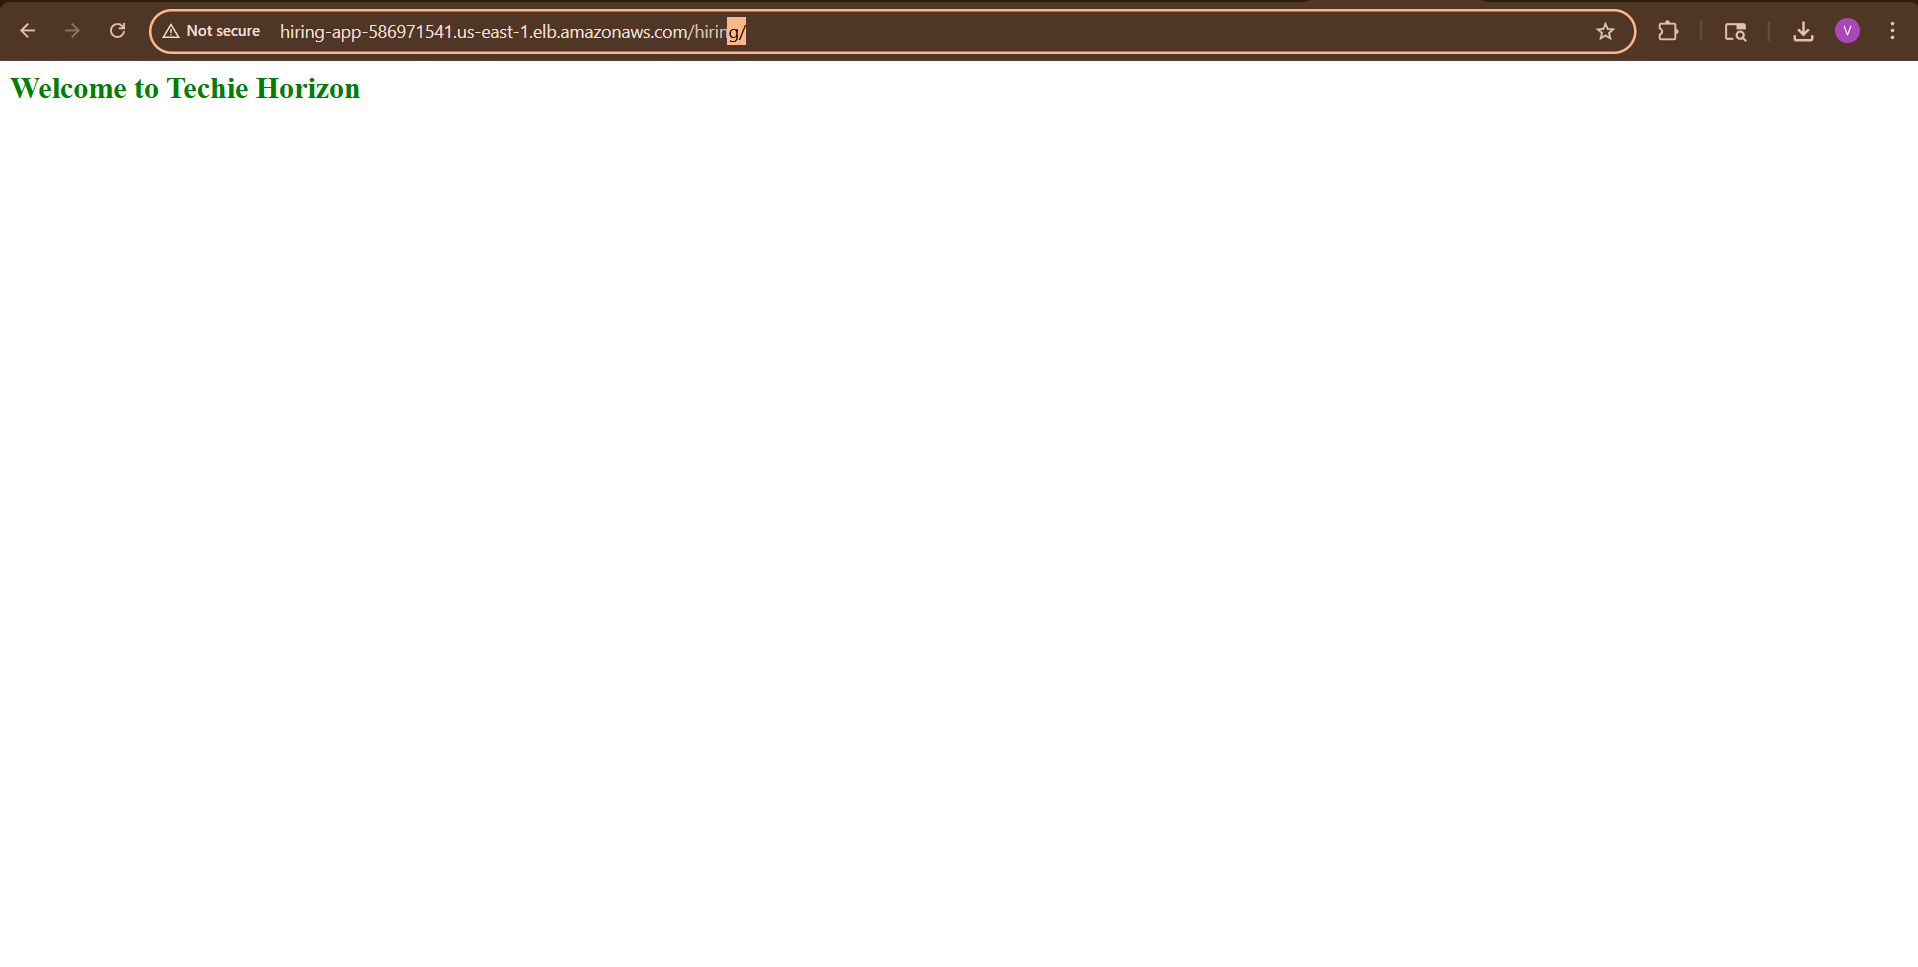 Not secure hiring-app-586971541.us-east-1.elb.amazonaws.com/hiring/
V
Welcome to Techie Horizon